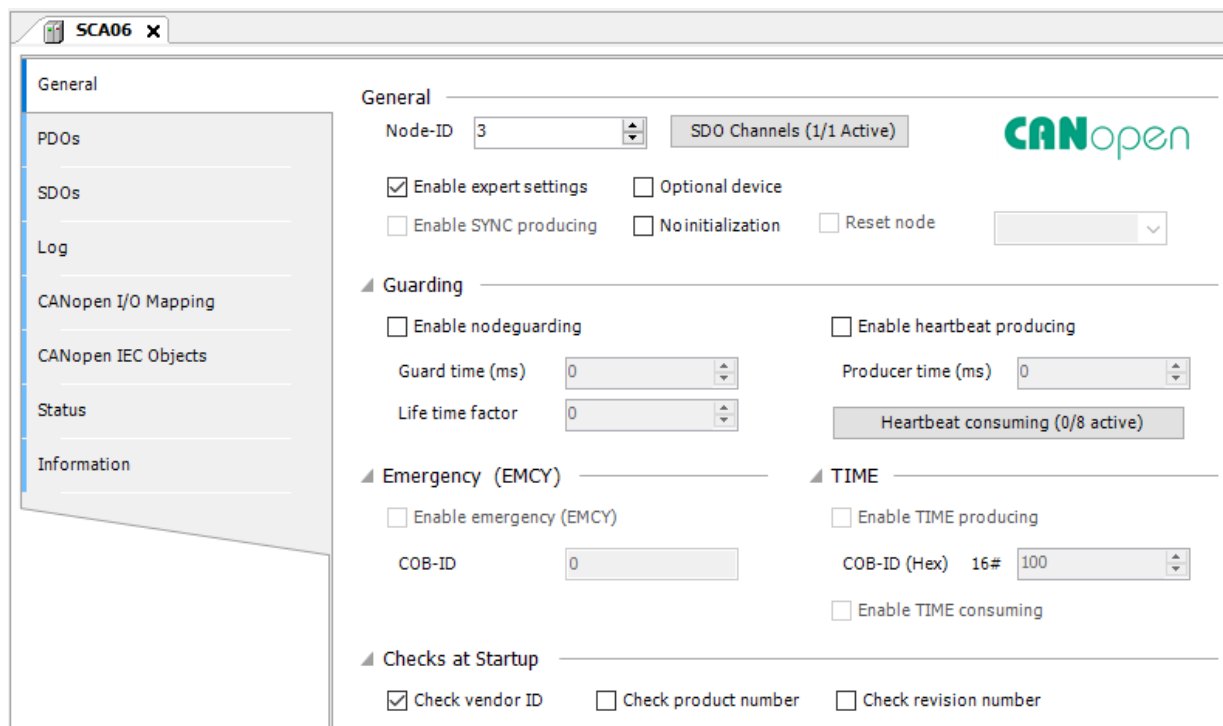 SCA06
General
PDOs
SDOs
Log
CANopen I/O Mapping
CANopen IEC Objects
Status
Information
General
Node-ID 3 SDO Channels (1/1 Active) CANopen
Enable expert settings Optional device
Enable SYNC producing No initialization Reset node
Guarding
Enable nodeguarding Enable heartbeat producing
Guard time (ms) 0 Producer time (ms) 0
Life time factor 0 Heartbeat consuming (0/8 active)
Emergency (EMCY) TIME
Enable emergency (EMCY) Enable TIME producing
COB-ID 0 COB-ID (Hex) 16# 100
Enable TIME consuming
Checks at Startup
Check vendor ID Check product number Check revision number